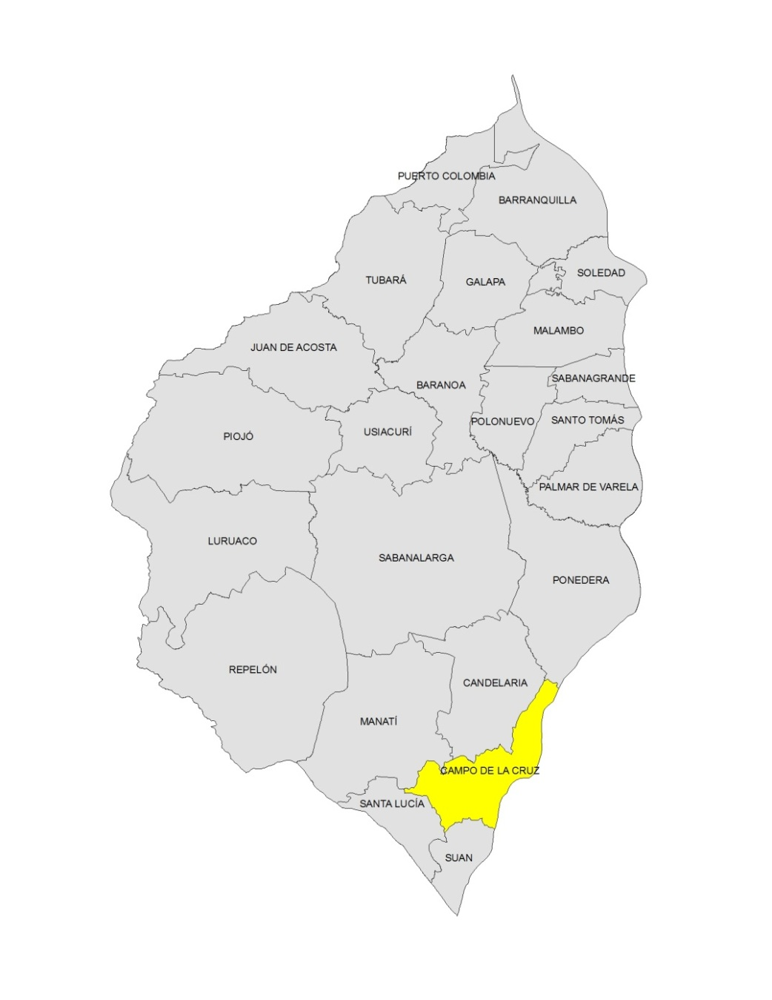 PUERTO COLOMBIA
BARRANQUILLA
SOLEDAD
TUBARÁ
GALAPA
MALAMBO
JUAN DE ACOSTA
SABANAGRANDE
BARANOA
SANTO TOMÁS
POLONUEVO
USIACURÍ
PIOJÓ
PALMAR DE VARELA
LURUACO
SABANALARGA
PONEDERA
REPELÓN
CANDELARIA
MANATÍ
CAMPO DE LA CRUZ
SANTA LUCÍA
SUAN